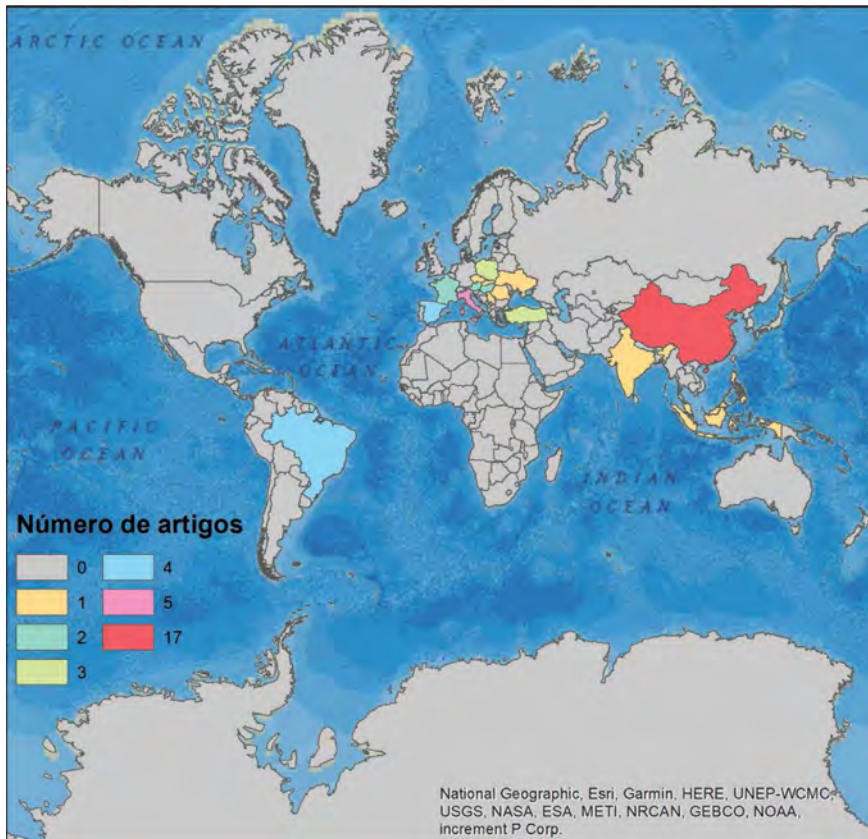 ARCTIC OCEAN
ATLANTIC
OCEAN
PACIFIC
OCEAN
INDIAN
OCEAN
Número de artigos
0
4
1
5
2
17
3
National Geographic, Esri, Garmin, HERE, UNEP-WCMC,
USGS, NASA, ESA, METI, NRCAN, GEBCO, NOAA,
increment P Corp.